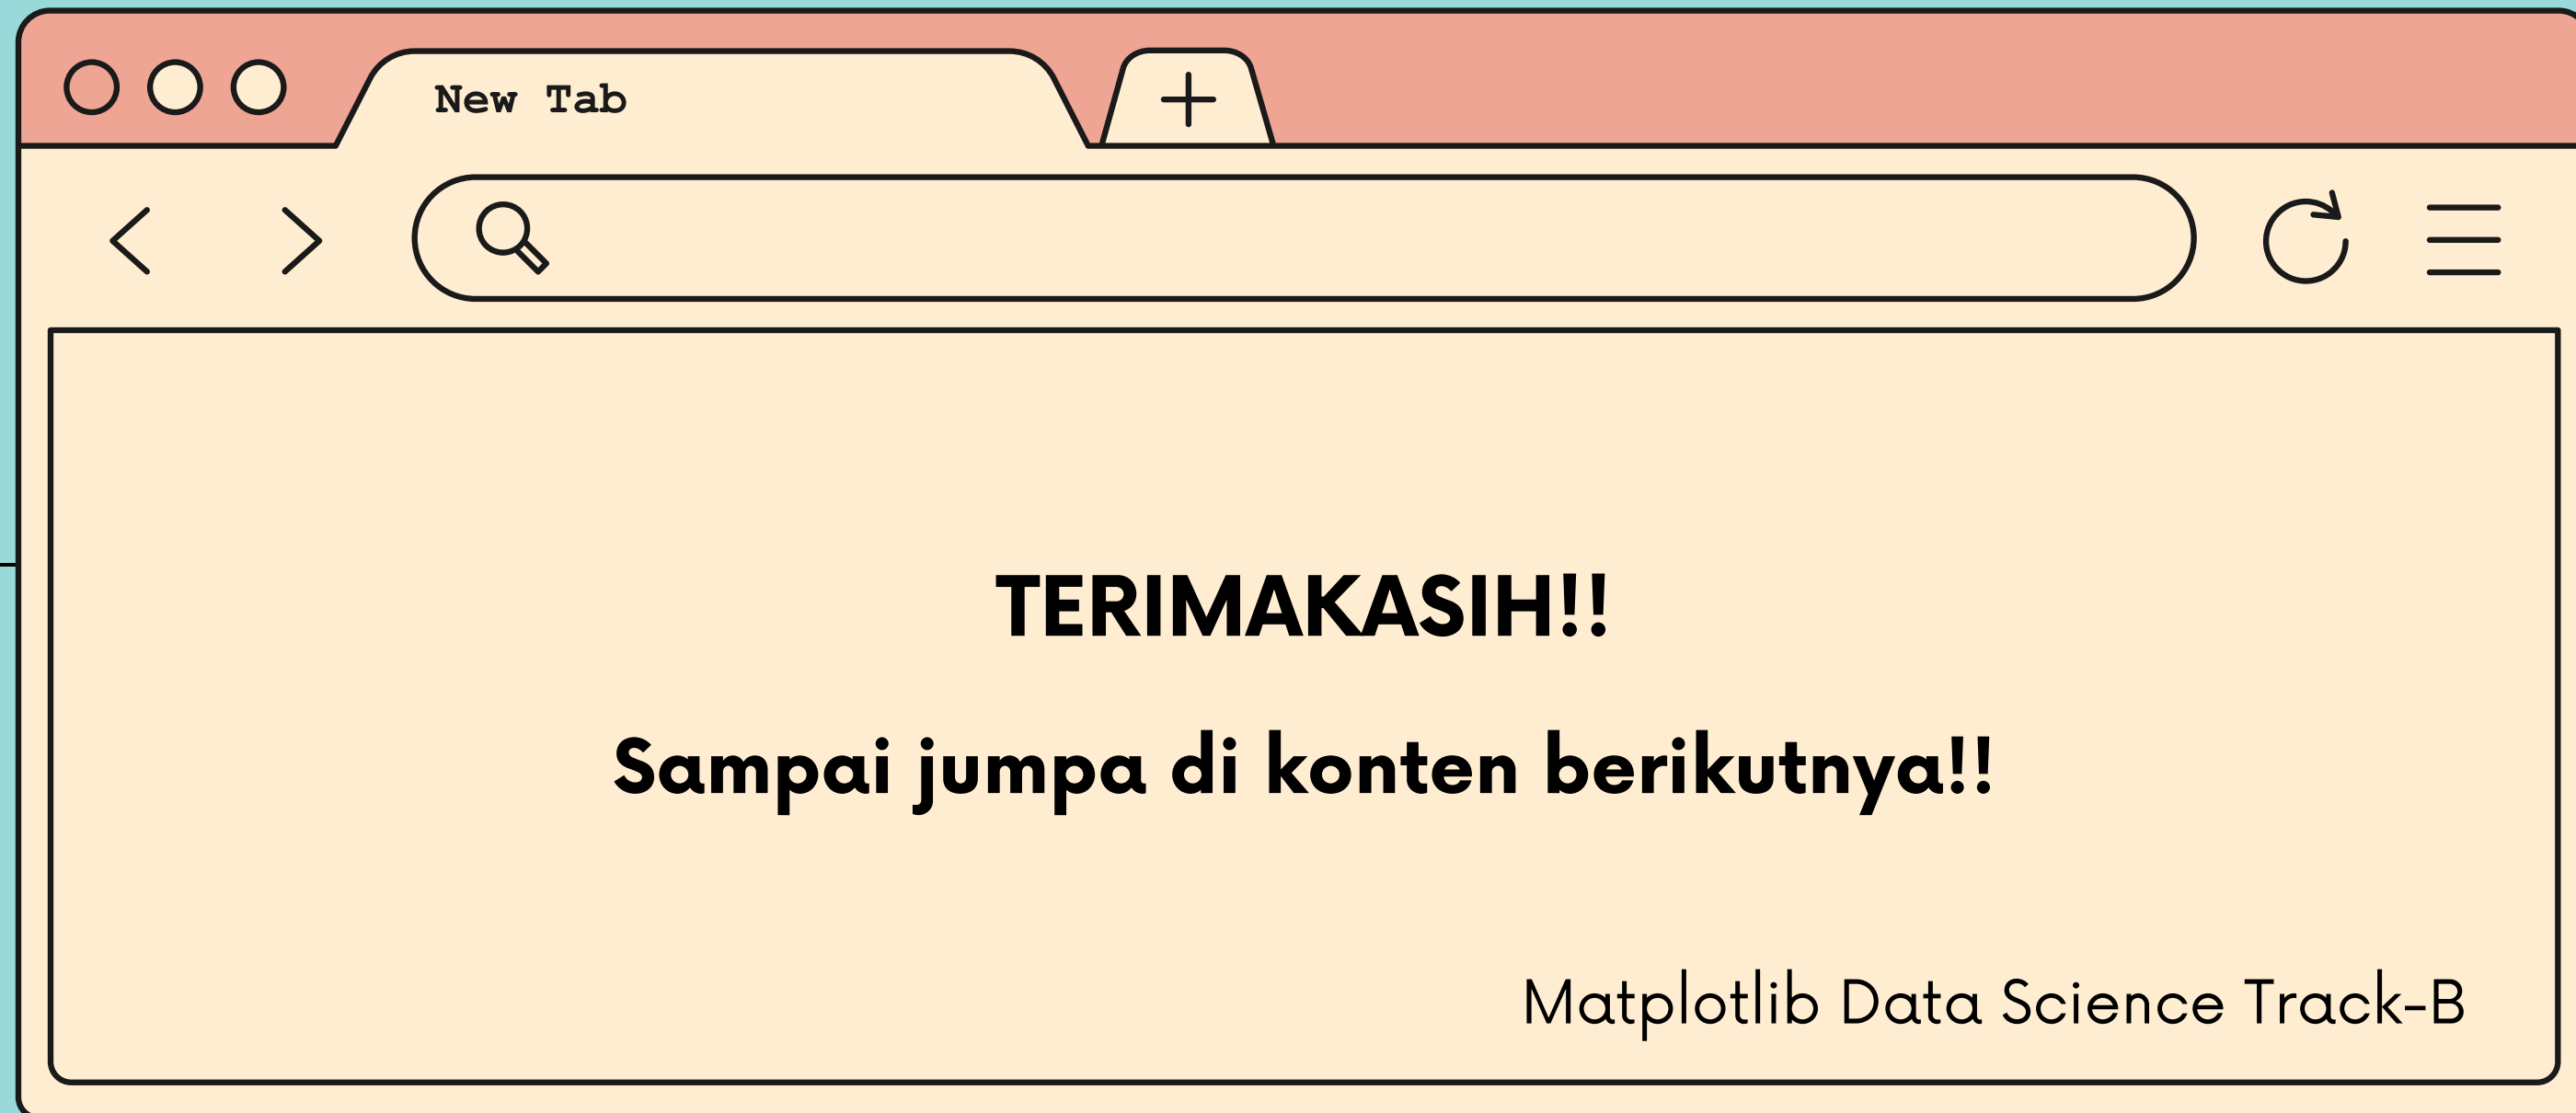 New Tab
TERIMAKASIH!!
Sampai jumpa di konten berikutnya!!
Matplotlib Data Science Track-B